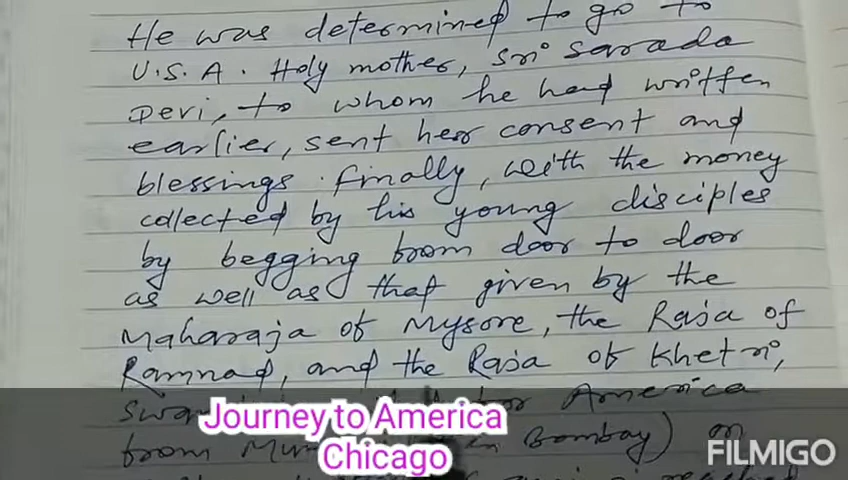 He was determined to go to
U.S.A. Holy mother, Sri Sarada
Devi, to whom he had written
earlier, sent her consent and
blessings. Finally, with the money
collected by his young disciples
by begging from door to door
as well as that given by the
Maharaja of Mysore, the Raja of
Ramnad, and the Raja of Khetri,
for America
from Bombay) on
reached
Journey to America
Chicago
FILMIGO